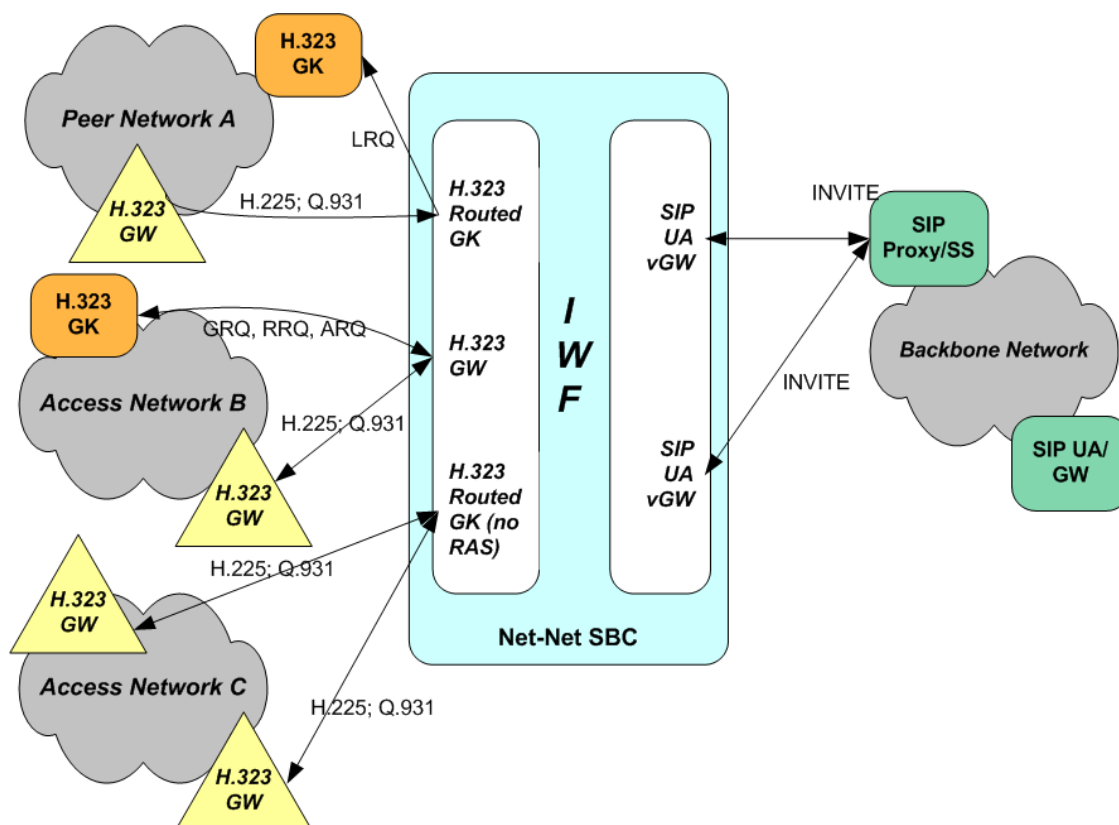 H.323
GK
Peer Network A
LRQ
H.323
GW
H.225; Q.931
H.323
GK
GRQ, RRQ, ARQ
Access Network B
H.225; Q.931
H.323
GW
H.323
GW
H.225; Q.931
Access Network C
H.225; Q.931
H.323
GW
H.323
Routed
GK
H.323
GW
H.323
Routed
GK (no
RAS)
I
W
F
SIP
UA
vGW
SIP
UA
vGW
Net-Net SBC
INVITE
INVITE
SIP
Proxy/SS
Backbone Network
SIP UA/
GW